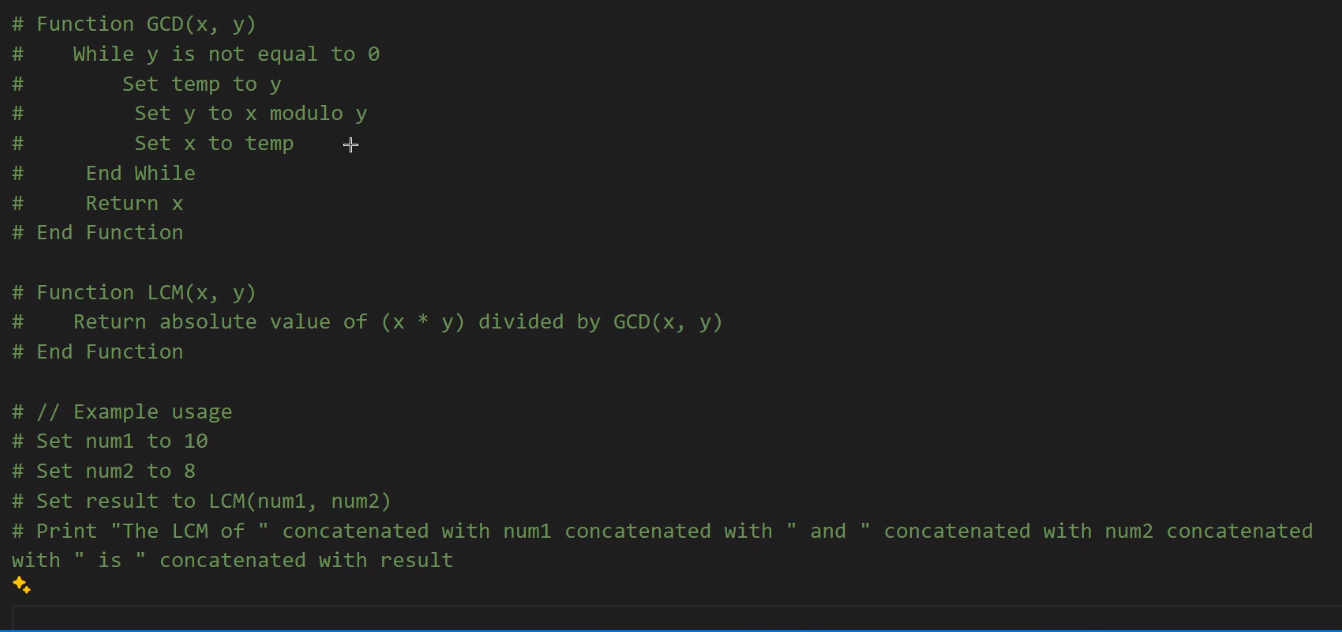 # Function GCD(x, y)
#    While y is not equal to 0
#        Set temp to y
#         Set y to x modulo y
#         Set x to temp
#     End While
#     Return x
# End Function

# Function LCM(x, y)
#    Return absolute value of (x * y) divided by GCD(x, y)
# End Function

# // Example usage
# Set num1 to 10
# Set num2 to 8
# Set result to LCM(num1, num2)
# Print "The LCM of " concatenated with num1 concatenated with " and " concatenated with num2 concatenated
with " is " concatenated with result